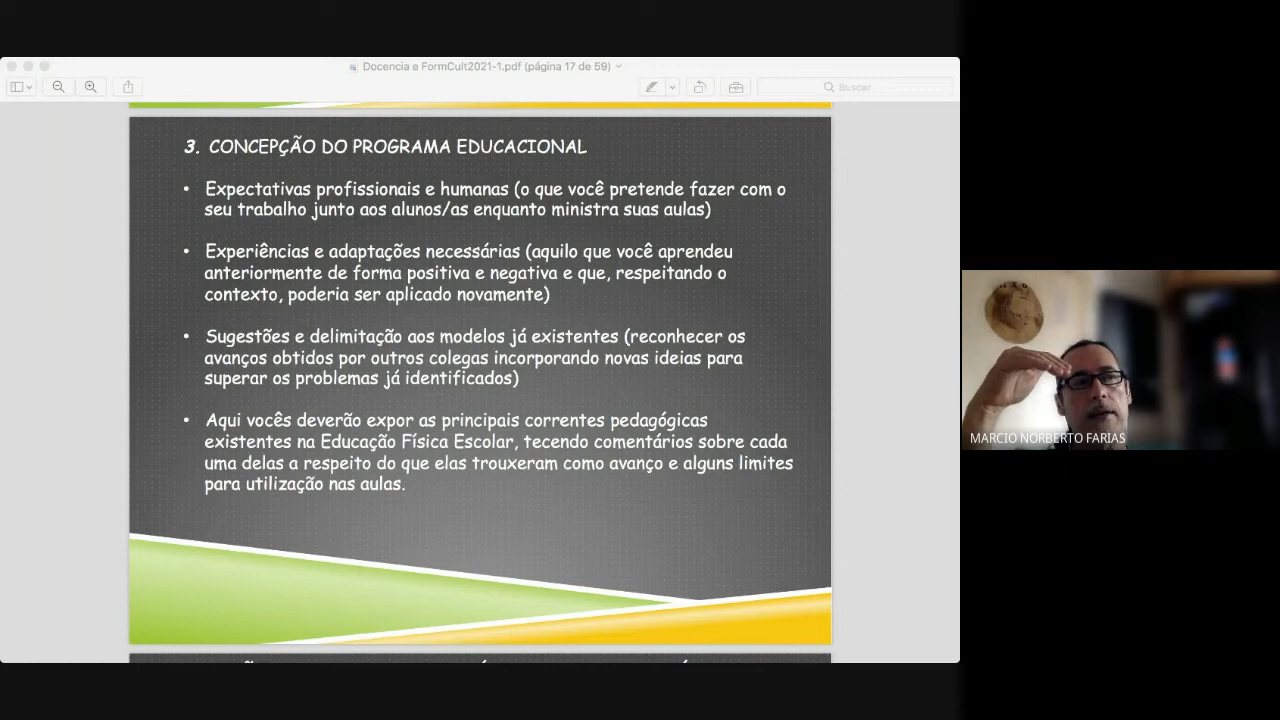 Docencia e FormCult2021-1.pdf (página 17 de 59)
Buscar
3. CONCEPÇÃO DO PROGRAMA EDUCACIONAL
• Expectativas profissionais e humanas (o que você pretende fazer com o
seu trabalho junto aos alunos/as enquanto ministra suas aulas)
• Experiências e adaptações necessárias (aquilo que você aprendeu
anteriormente de forma positiva e negativa e que, respeitando o
contexto, poderia ser aplicado novamente)
• Sugestões e delimitação aos modelos já existentes (reconhecer os
avanços obtidos por outros colegas incorporando novas ideias para
superar os problemas já identificados)
• Aqui vocês deverão expor as principais correntes pedagógicas
existentes na Educação Física Escolar, tecendo comentários sobre cada
uma delas a respeito do que elas trouxeram como avanço e alguns limites
para utilização nas aulas.
MARCIO NORBERTO FARIAS